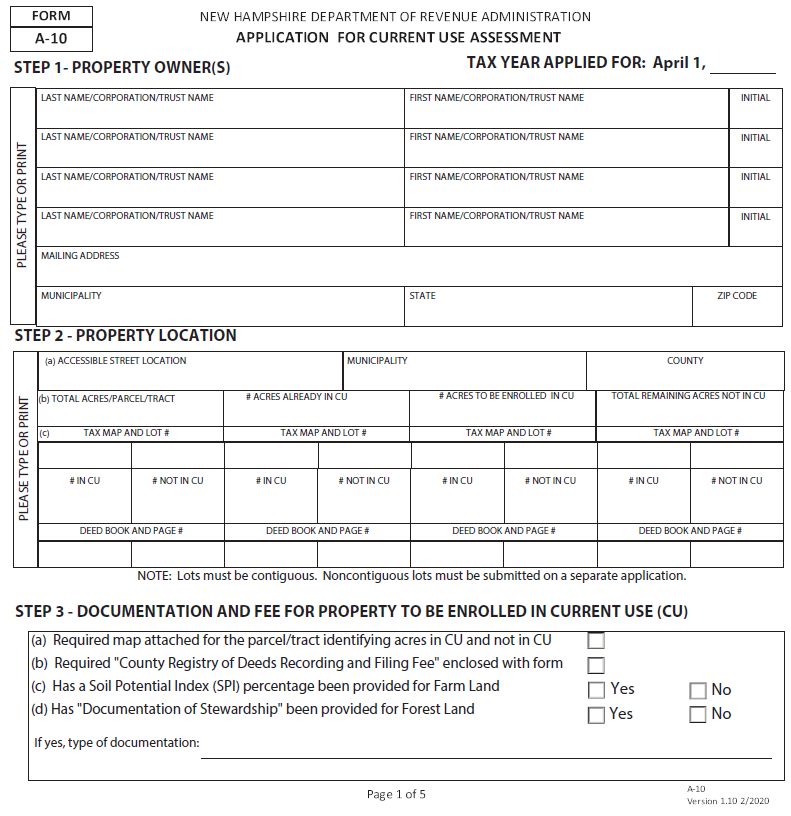 FORM
A-10
NEW HAMPSHIRE DEPARTMENT OF REVENUE ADMINISTRATION
APPLICATION FOR CURRENT USE ASSESSMENT
STEP 1- PROPERTY OWNER(S)
TAX YEAR APPLIED FOR: April 1, ______
PLEASE TYPE OR PRINT
LAST NAME/CORPORATION/TRUST NAME FIRST NAME/CORPORATION/TRUST NAME INITIAL
LAST NAME/CORPORATION/TRUST NAME FIRST NAME/CORPORATION/TRUST NAME INITIAL
LAST NAME/CORPORATION/TRUST NAME FIRST NAME/CORPORATION/TRUST NAME INITIAL
LAST NAME/CORPORATION/TRUST NAME FIRST NAME/CORPORATION/TRUST NAME INITIAL
MAILING ADDRESS
MUNICIPALITY STATE ZIP CODE
STEP 2 - PROPERTY LOCATION
PLEASE TYPE OR PRINT
(a) ACCESSIBLE STREET LOCATION MUNICIPALITY COUNTY
(b) TOTAL ACRES/PARCEL/TRACT # ACRES ALREADY IN CU # ACRES TO BE ENROLLED IN CU TOTAL REMAINING ACRES NOT IN CU
(c) TAX MAP AND LOT # TAX MAP AND LOT # TAX MAP AND LOT # TAX MAP AND LOT #
# IN CU # NOT IN CU # IN CU # NOT IN CU # IN CU # NOT IN CU # IN CU # NOT IN CU
DEED BOOK AND PAGE # DEED BOOK AND PAGE # DEED BOOK AND PAGE # DEED BOOK AND PAGE #
NOTE: Lots must be contiguous. Noncontiguous lots must be submitted on a separate application.
STEP 3 - DOCUMENTATION AND FEE FOR PROPERTY TO BE ENROLLED IN CURRENT USE (CU)
(a) Required map attached for the parcel/tract identifying acres in CU and not in CU
(b) Required "County Registry of Deeds Recording and Filing Fee" enclosed with form
(c) Has a Soil Potential Index (SPI) percentage been provided for Farm Land Yes No
(d) Has "Documentation of Stewardship" been provided for Forest Land Yes No
If yes, type of documentation:
Page 1 of 5
A-10
Version 1.10 2/2020